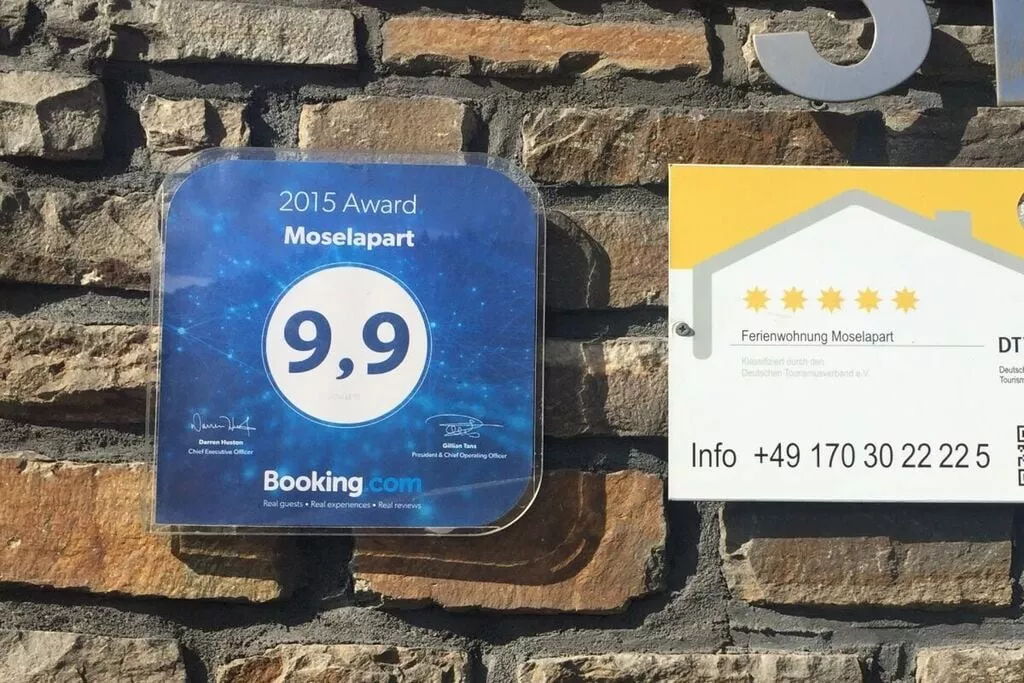 2015 Award
Moselapart
9,9
Darren Huston
Chief Executive Officer
Gillian Tans
President & Chief Operating Officer
Booking.com
Real guests • Real experiences • Real reviews
Ferienwohnung Moselapart
Klassifiziert durch den
Deutschen Tourismusverband e.V.
Info +49 170 30 22 22 5